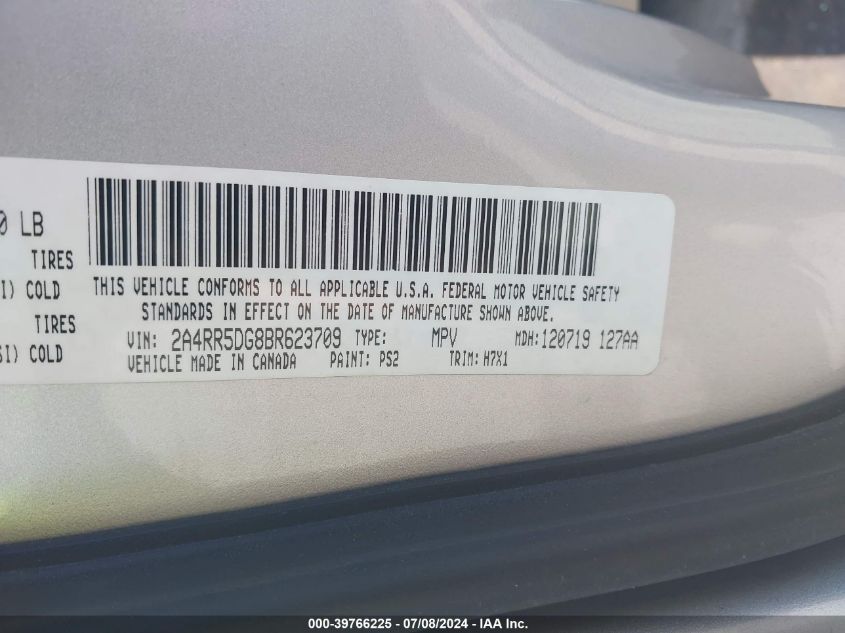 0 LB
TIRES
I) COLD
TIRES
SI) COLD
THIS VEHICLE CONFORMS TO ALL APPLICABLE U.S.A. FEDERAL MOTOR VEHICLE SAFETY
STANDARDS IN EFFECT ON THE DATE OF MANUFACTURE SHOWN ABOVE.
VIN: 2A4RR5DG8BR623709 TYPE: MPV MDH:120719 127AA
VEHICLE MADE IN CANADA PAINT: PS2 TRIM: H7X1
000-39766225 - 07/08/2024 - IAA Inc.